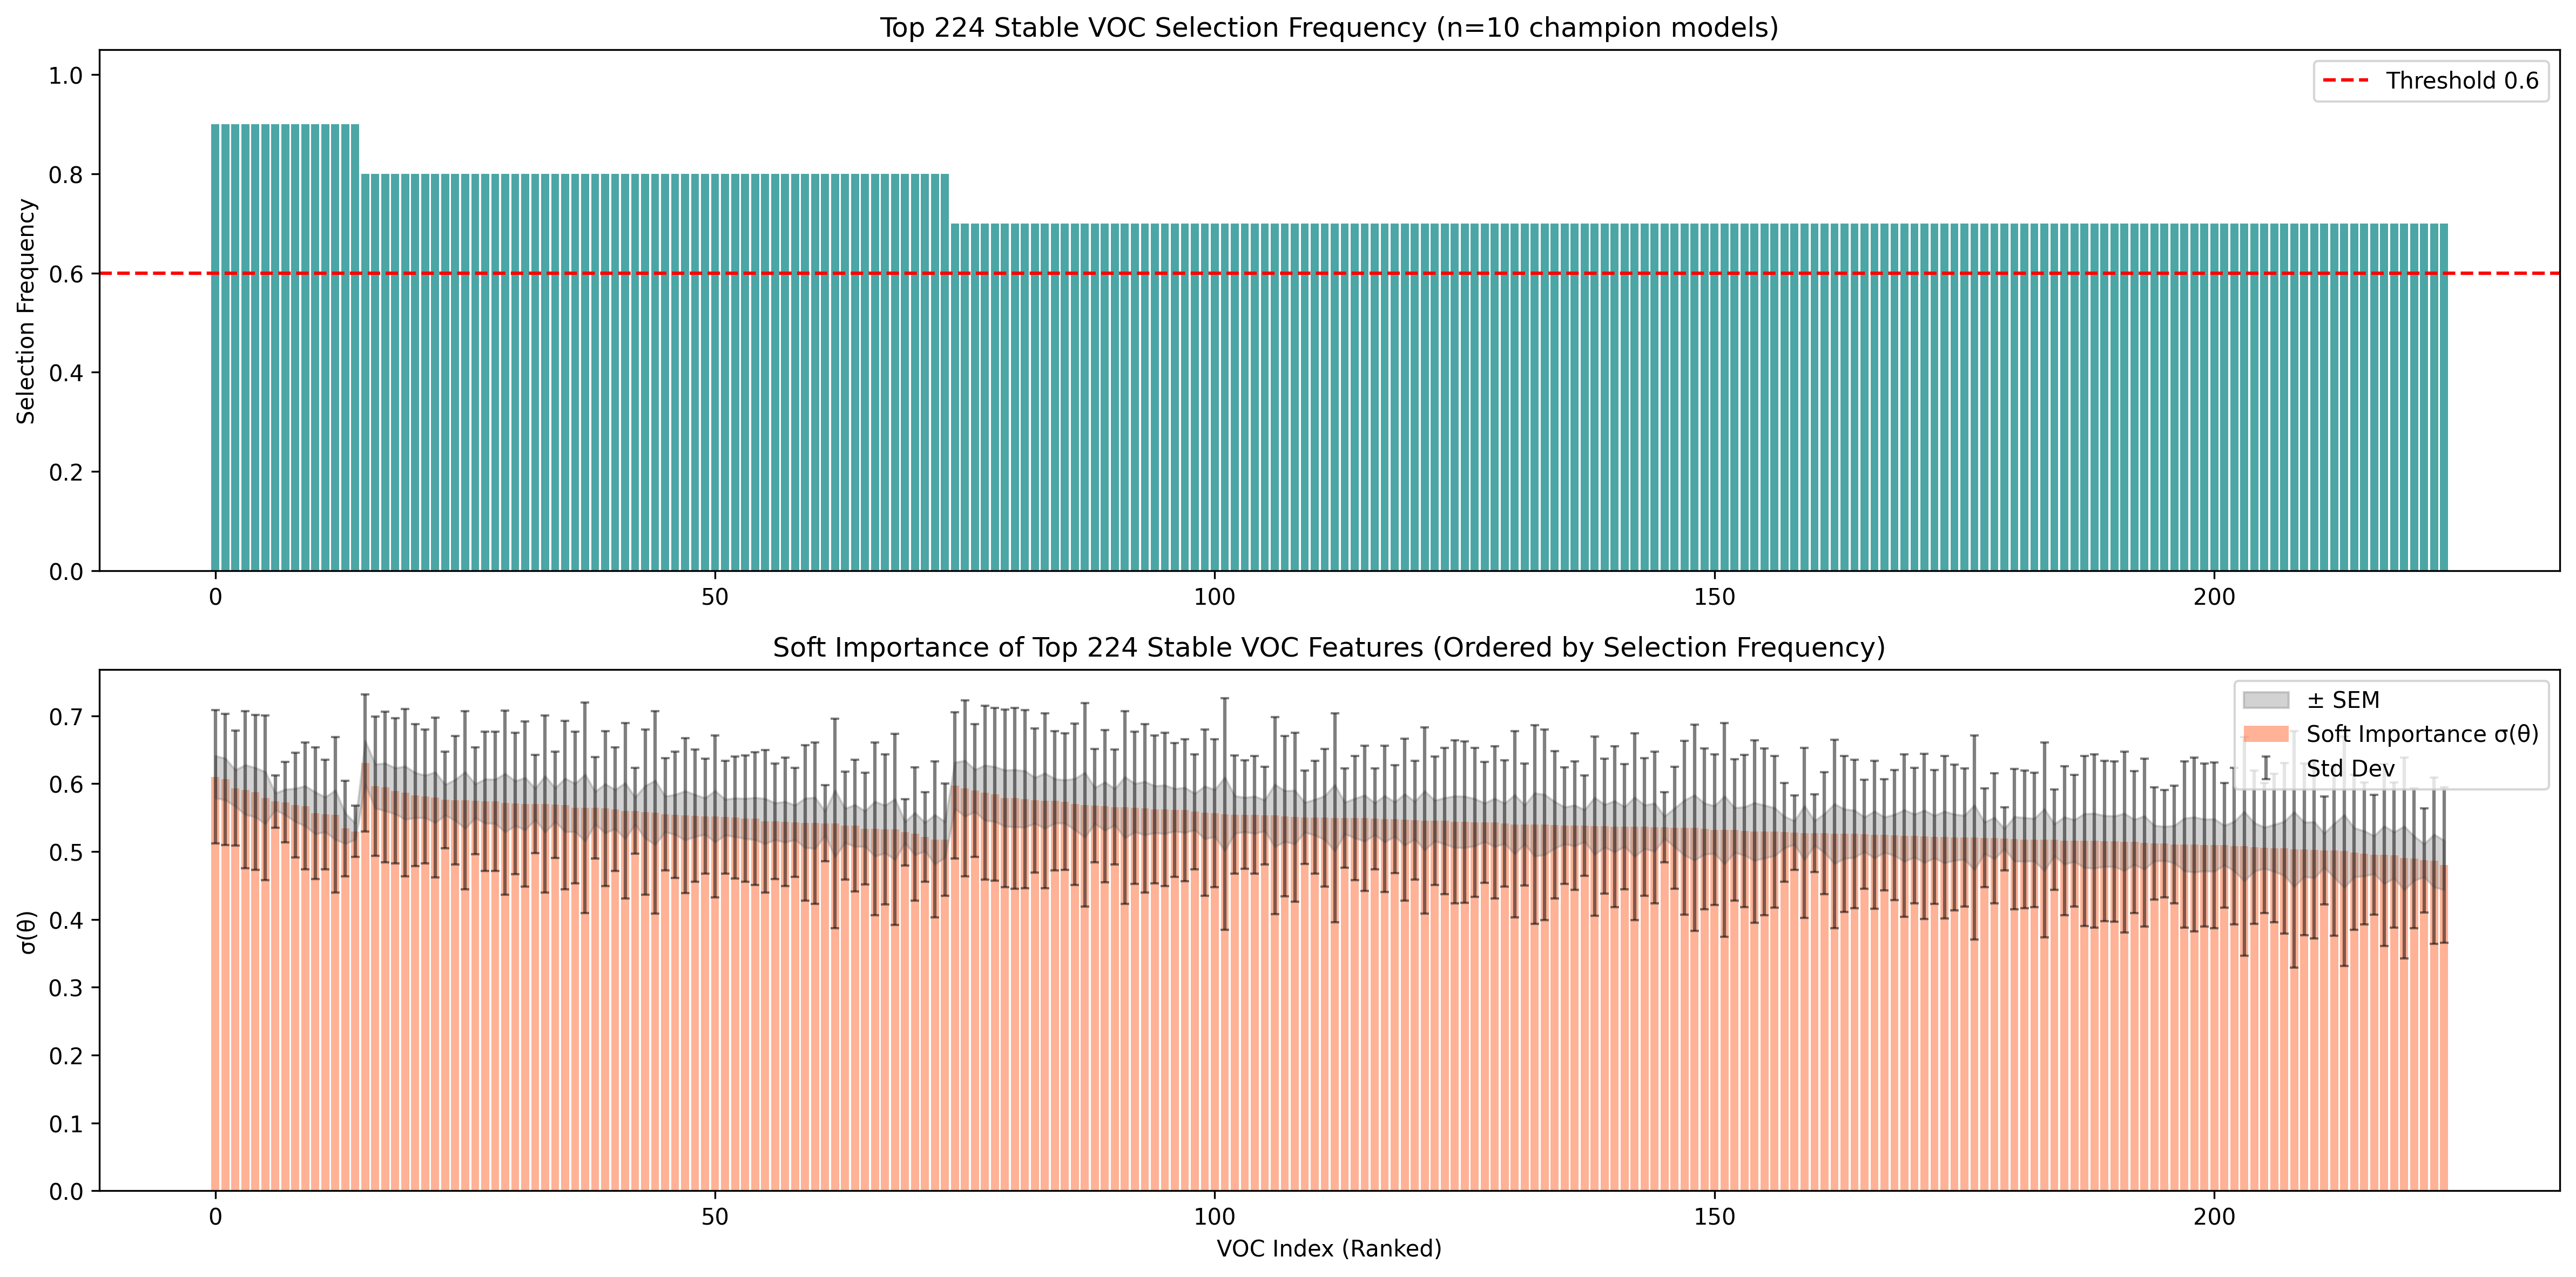 Top 224 Stable VOC Selection Frequency (n=10 champion models)
Selection Frequency
1.0
0.8
0.6
0.4
0.2
0.0
Threshold 0.6
0 50 100 150 200
Soft Importance of Top 224 Stable VOC Features (Ordered by Selection Frequency)
σ(θ)
0.7
0.6
0.5
0.4
0.3
0.2
0.1
0.0
± SEM
Soft Importance σ(θ)
Std Dev
0 50 100 150 200
VOC Index (Ranked)